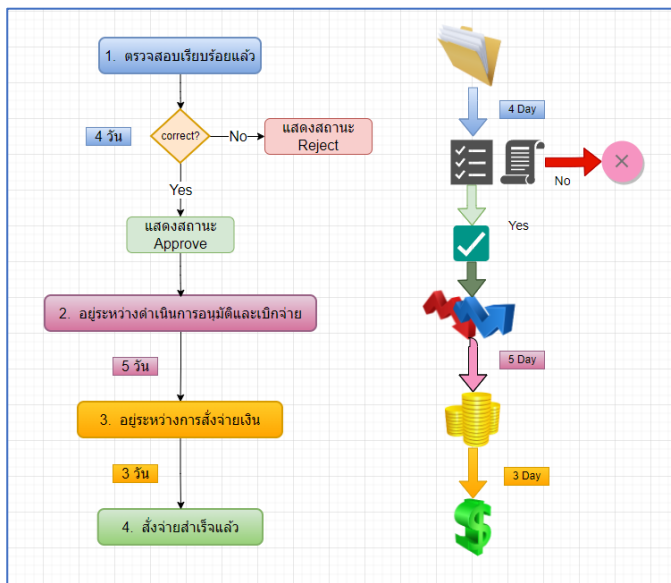 1. ตรวจสอบเรียบร้อยแล้ว
4 วัน
correct?
No
แสดงสถานะ
Reject
Yes
แสดงสถานะ
Approve
2. อยู่ระหว่างดำเนินการอนุมัติและเบิกจ่าย
5 วัน
3. อยู่ระหว่างการสั่งจ่ายเงิน
3 วัน
4. สั่งจ่ายสำเร็จแล้ว
4 Day
No
Yes
5 Day
3 Day